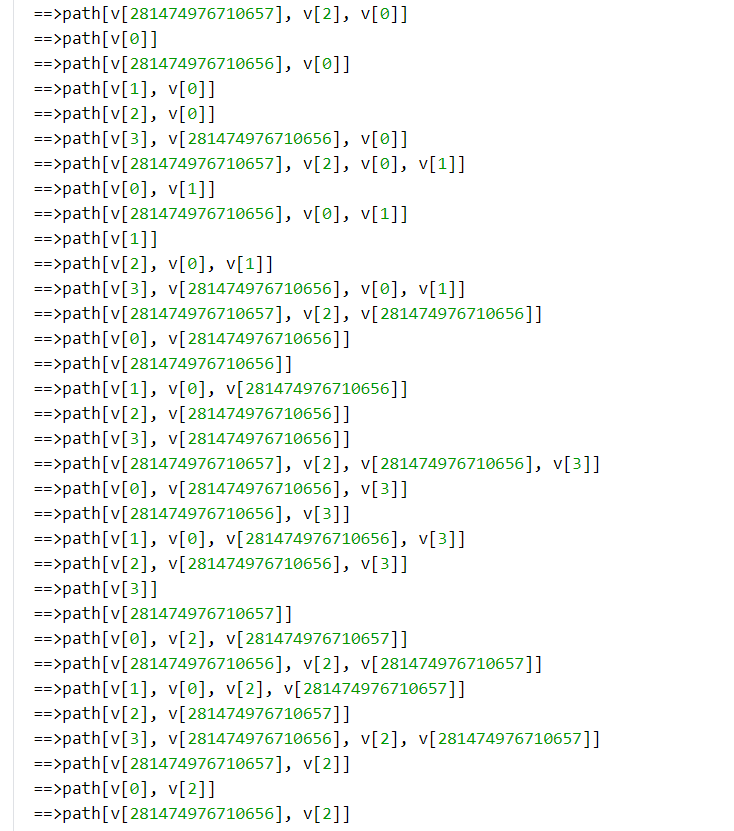 ==>path[v[281474976710657], v[2], v[0]]
==>path[v[0]]
==>path[v[281474976710656], v[0]]
==>path[v[1], v[0]]
==>path[v[2], v[0]]
==>path[v[3], v[281474976710656], v[0]]
==>path[v[281474976710657], v[2], v[0], v[1]]
==>path[v[0], v[1]]
==>path[v[281474976710656], v[0], v[1]]
==>path[v[1]]
==>path[v[2], v[0], v[1]]
==>path[v[3], v[281474976710656], v[0], v[1]]
==>path[v[281474976710657], v[2], v[281474976710656]]
==>path[v[0], v[281474976710656]]
==>path[v[281474976710656]]
==>path[v[1], v[0], v[281474976710656]]
==>path[v[2], v[281474976710656]]
==>path[v[3], v[281474976710656]]
==>path[v[281474976710657], v[2], v[281474976710656], v[3]]
==>path[v[0], v[281474976710656], v[3]]
==>path[v[281474976710656], v[3]]
==>path[v[1], v[0], v[281474976710656], v[3]]
==>path[v[2], v[281474976710656], v[3]]
==>path[v[3]]
==>path[v[281474976710657]]
==>path[v[0], v[2], v[281474976710657]]
==>path[v[281474976710656], v[2], v[281474976710657]]
==>path[v[1], v[0], v[2], v[281474976710657]]
==>path[v[2], v[281474976710657]]
==>path[v[3], v[281474976710656], v[2], v[281474976710657]]
==>path[v[281474976710657], v[2]]
==>path[v[0], v[2]]
==>path[v[281474976710656], v[2]]